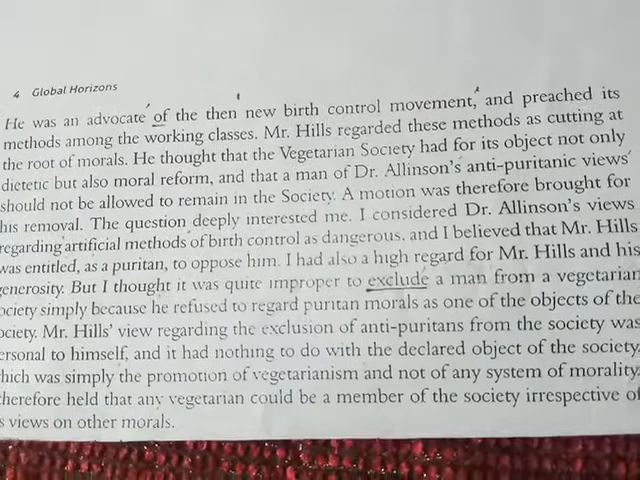 4 Global Horizons
He was an advocate of the then new birth control movement, and preached its
methods among the working classes. Mr. Hills regarded these methods as cutting at
the root of morals. He thought that the Vegetarian Society had for its object not only
dietetic but also moral reform, and that a man of Dr. Allinson's anti-puritanic views
should not be allowed to remain in the Society. A motion was therefore brought for
his removal. The question deeply interested me. I considered Dr. Allinson's views
regarding artificial methods of birth control as dangerous, and I believed that Mr. Hills
was entitled, as a puritan, to oppose him. I had also a high regard for Mr. Hills and his
generosity. But I thought it was quite improper to exclude a man from a vegetarian
ociety simply because he refused to regard puritan morals as one of the objects of the
ociety. Mr. Hills' view regarding the exclusion of anti-puritans from the society was
ersonal to himself, and it had nothing to do with the declared object of the society,
hich was simply the promotion of vegetarianism and not of any system of morality.
therefore held that any vegetarian could be a member of the society irrespective of
s views on other morals.